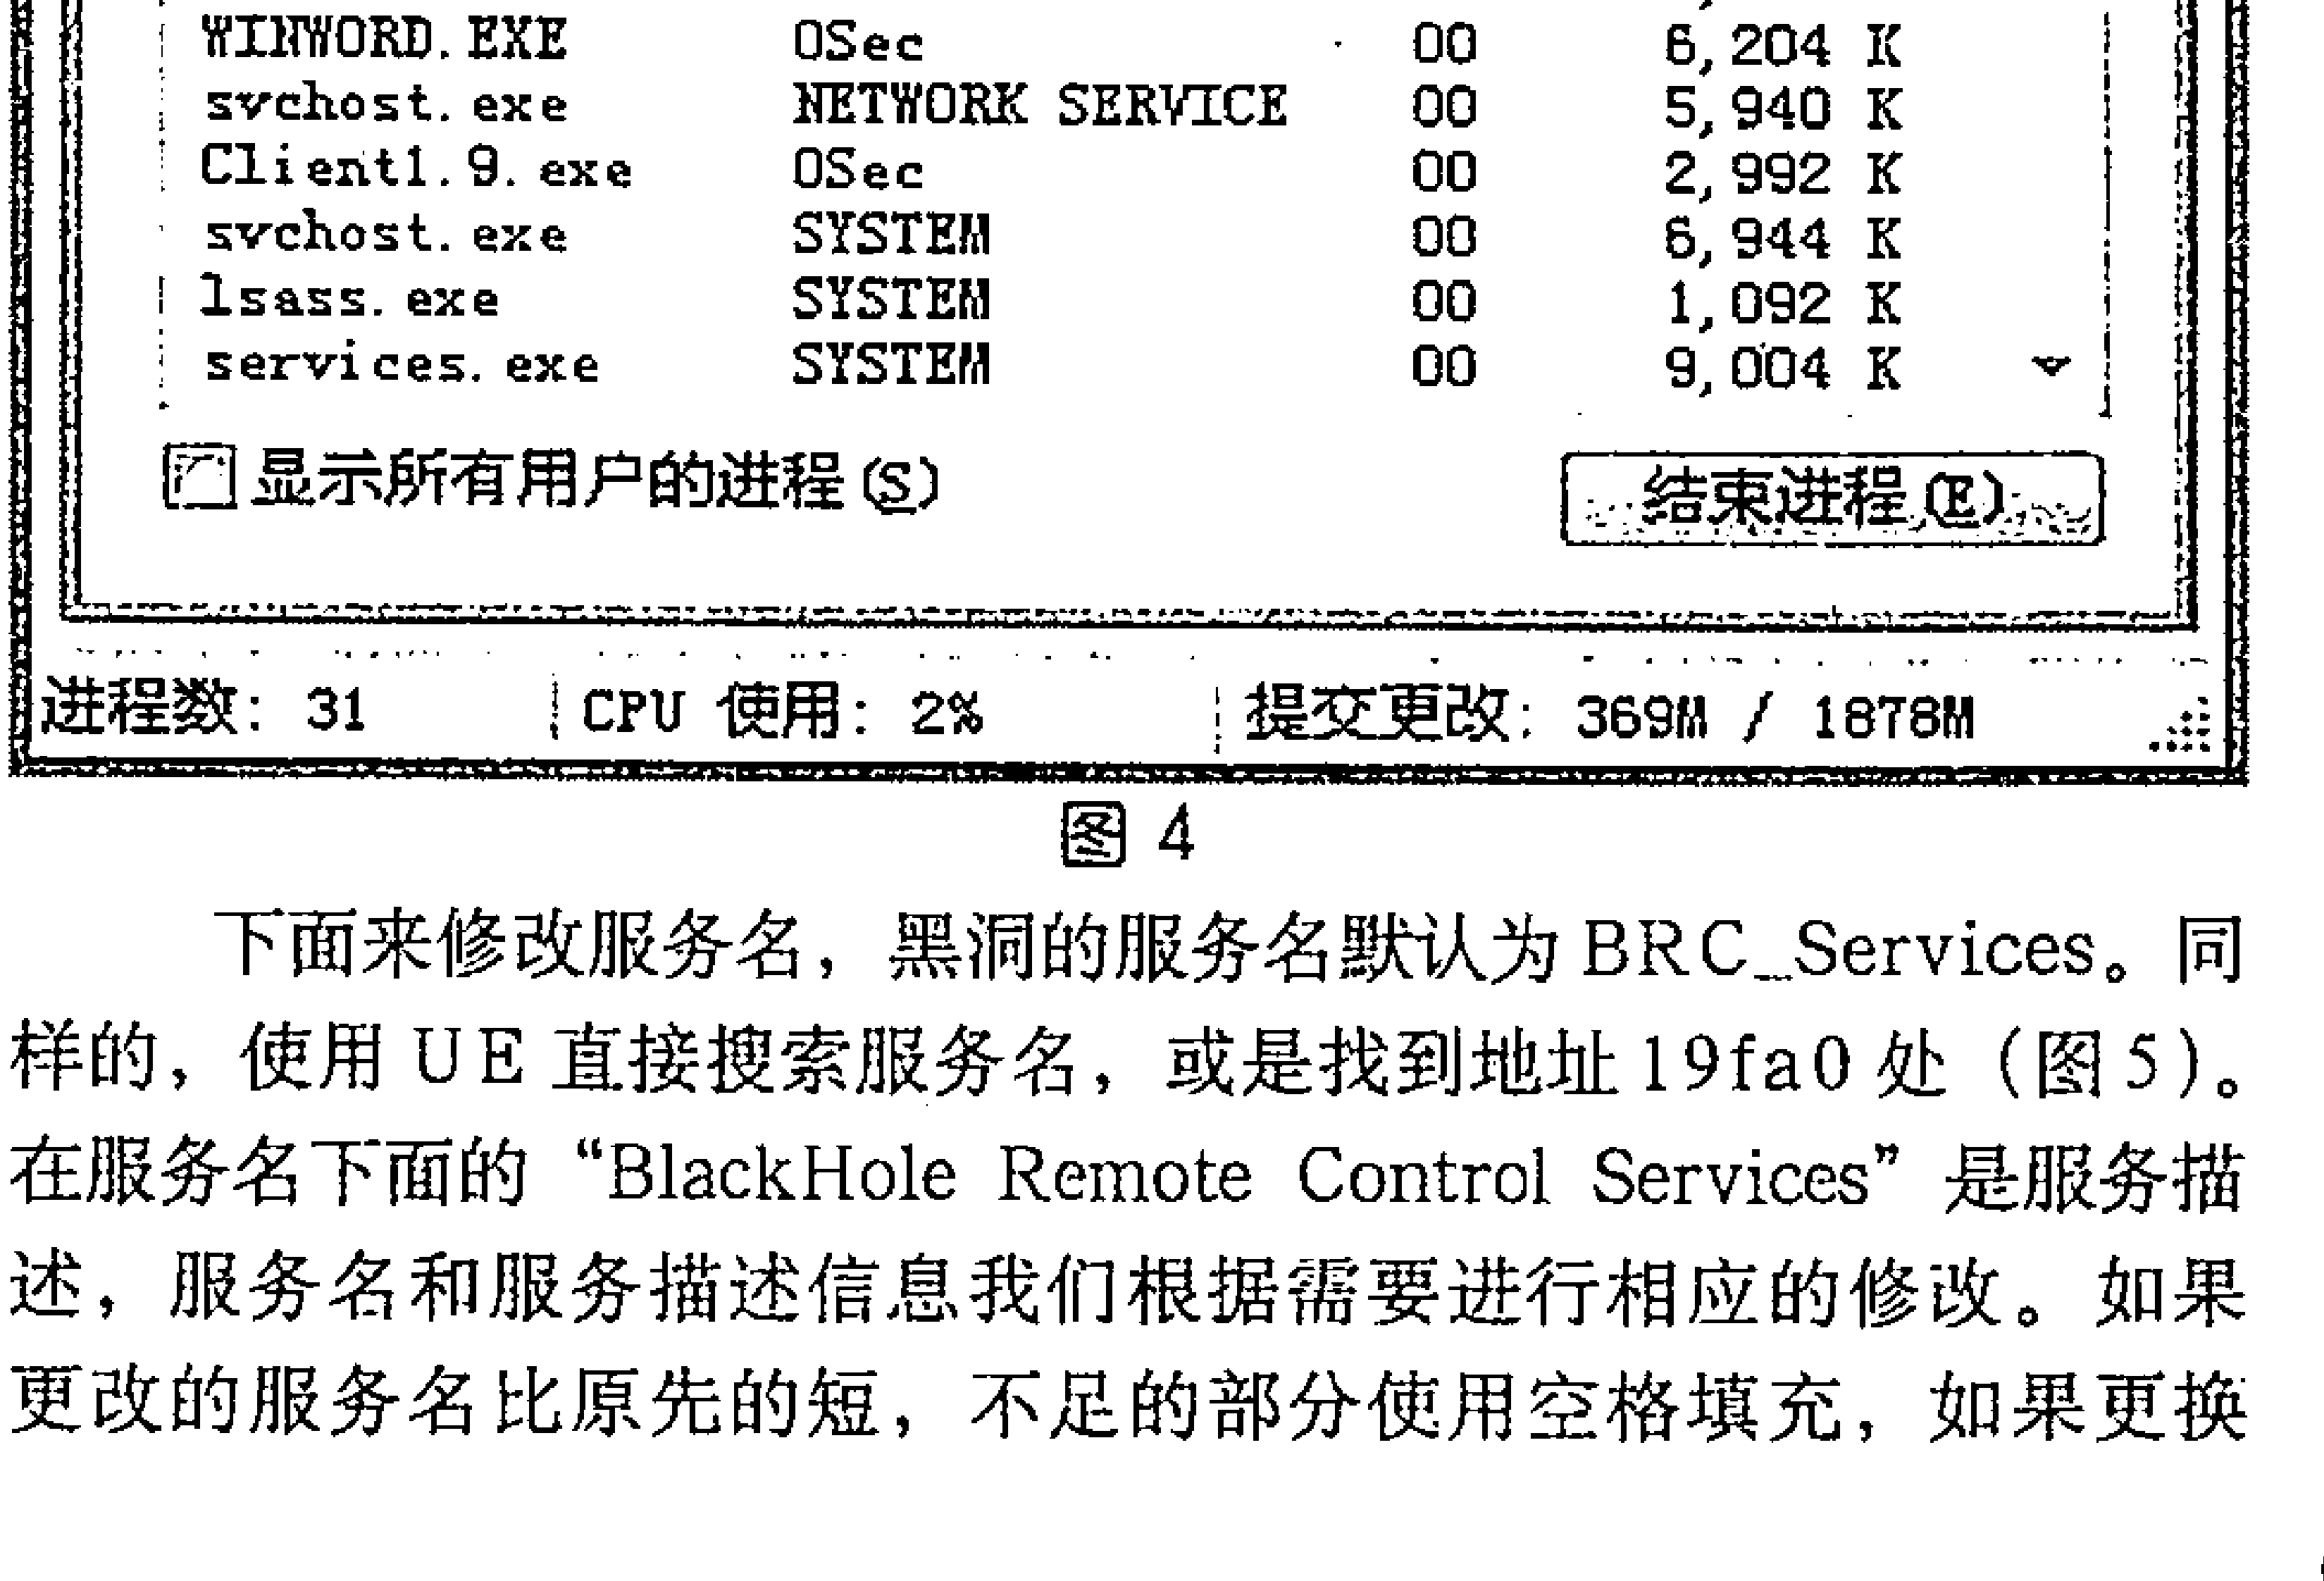 WINWORD.EXE OSec 00 6,204 K
svchost.exe NETWORK SERVICE 00 5,940 K
Client1.9.exe OSec 00 2,992 K
svchost.exe SYSTEM 00 6,944 K
lsass.exe SYSTEM 00 1,092 K
services.exe SYSTEM 00 9,004 K
显示所有用户的进程(S) 结束进程(E)
进程数: 31 CPU 使用: 2% 提交更改: 369M / 1878M
图 4
下面来修改服务名，黑洞的服务名默认为BRC_Services。同
样的，使用 UE 直接搜索服务名，或是找到地址19fa0处（图5）。
在服务名下面的“BlackHole Remote Control Services”是服务描
述，服务名和服务描述信息我们根据需要进行相应的修改。如果
更改的服务名比原先的短，不足的部分使用空格填充，如果更换